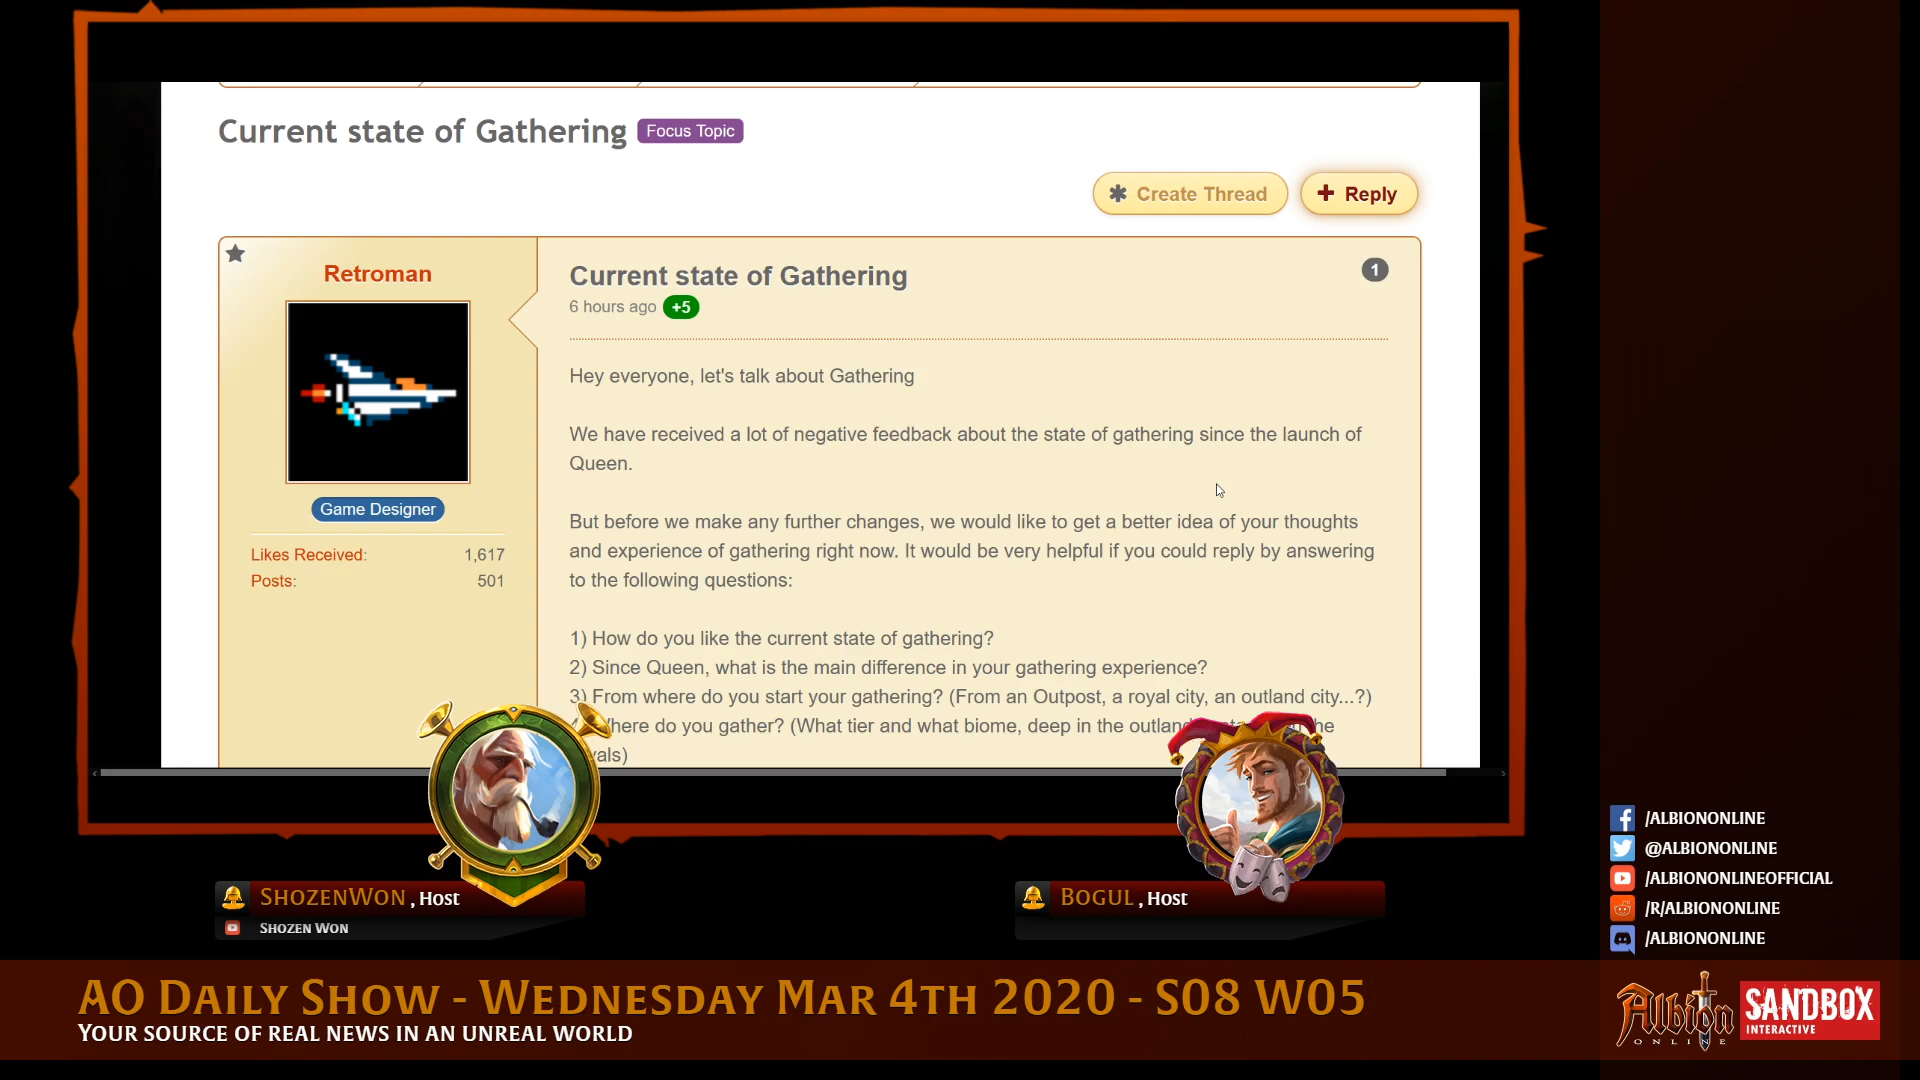 Current state of Gathering Focus Topic
Create Thread
Reply
Retroman
Game Designer
Likes Received: 1,617
Posts: 501
Current state of Gathering
1
6 hours ago +5
Hey everyone, let's talk about Gathering
We have received a lot of negative feedback about the state of gathering since the launch of
Queen.
But before we make any further changes, we would like to get a better idea of your thoughts
and experience of gathering right now. It would be very helpful if you could reply by answering
to the following questions:
1) How do you like the current state of gathering?
2) Since Queen, what is the main difference in your gathering experience?
3) From where do you start your gathering? (From an Outpost, a royal city, an outland city...?)
here do you gather? (What tier and what biome, deep in the outland he
vals)
SHOZENWON , HOST
SHOZEN WON
BOGUL , HOST
/ALBIONONLINE
@ALBIONONLINE
/ALBIONONLINEOFFICIAL
/R/ALBIONONLINE
/ALBIONONLINE
AO DAILY SHOW - WEDNESDAY MAR 4TH 2020 - S08 W05
YOUR SOURCE OF REAL NEWS IN AN UNREAL WORLD
Albion
ONLINE
SANDBOX
INTERACTIVE